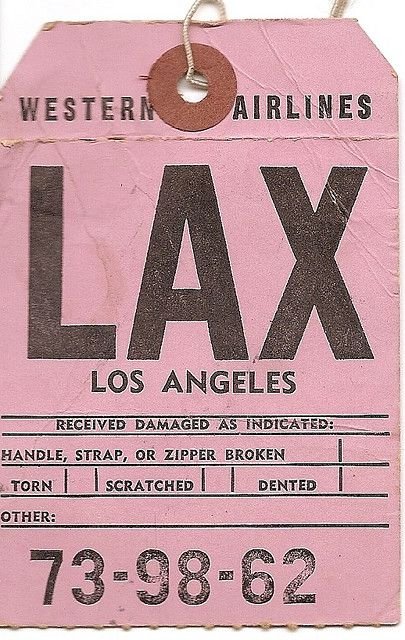 WESTERN AIRLINES
LAX
LOS ANGELES
RECEIVED DAMAGED AS INDICATED:
HANDLE, STRAP, OR ZIPPER BROKEN
TORN SCRATCHED DENTED
OTHER:
73-98-62